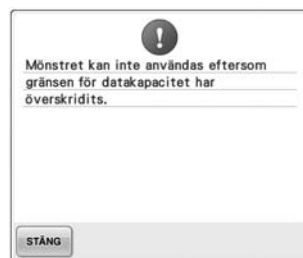 Mönstret kan inte användas eftersom
gränsen för datakapacitet har
överskridits.
STÄNG